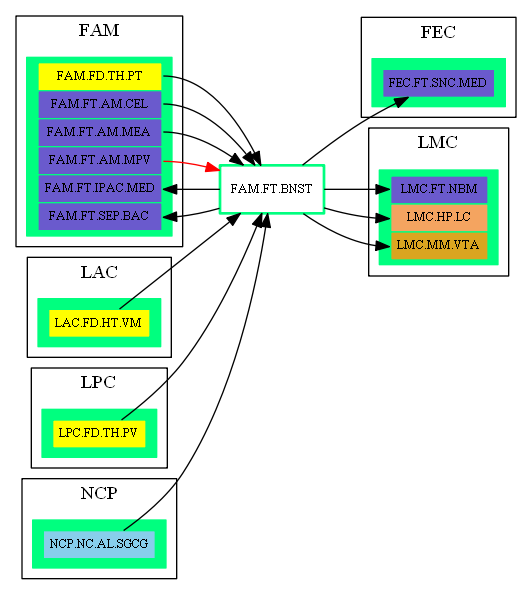 FAM
FAM.FD.TH.PT
FAM.FT.AM.CEL
FAM.FT.AM.MEA
FAM.FT.AM.MPV
FAM.FT.IPAC.MED
FAM.FT.SEP.BAC
LAC
LAC.FD.HT.VM
LPC
LPC.FD.TH.PV
NCP
NCP.NC.AL.SGCG
FAM.FT.BNST
FEC
FEC.FT.SNC.MED
LMC
LMC.FT.NBM
LMC.HP.LC
LMC.MM.VTA